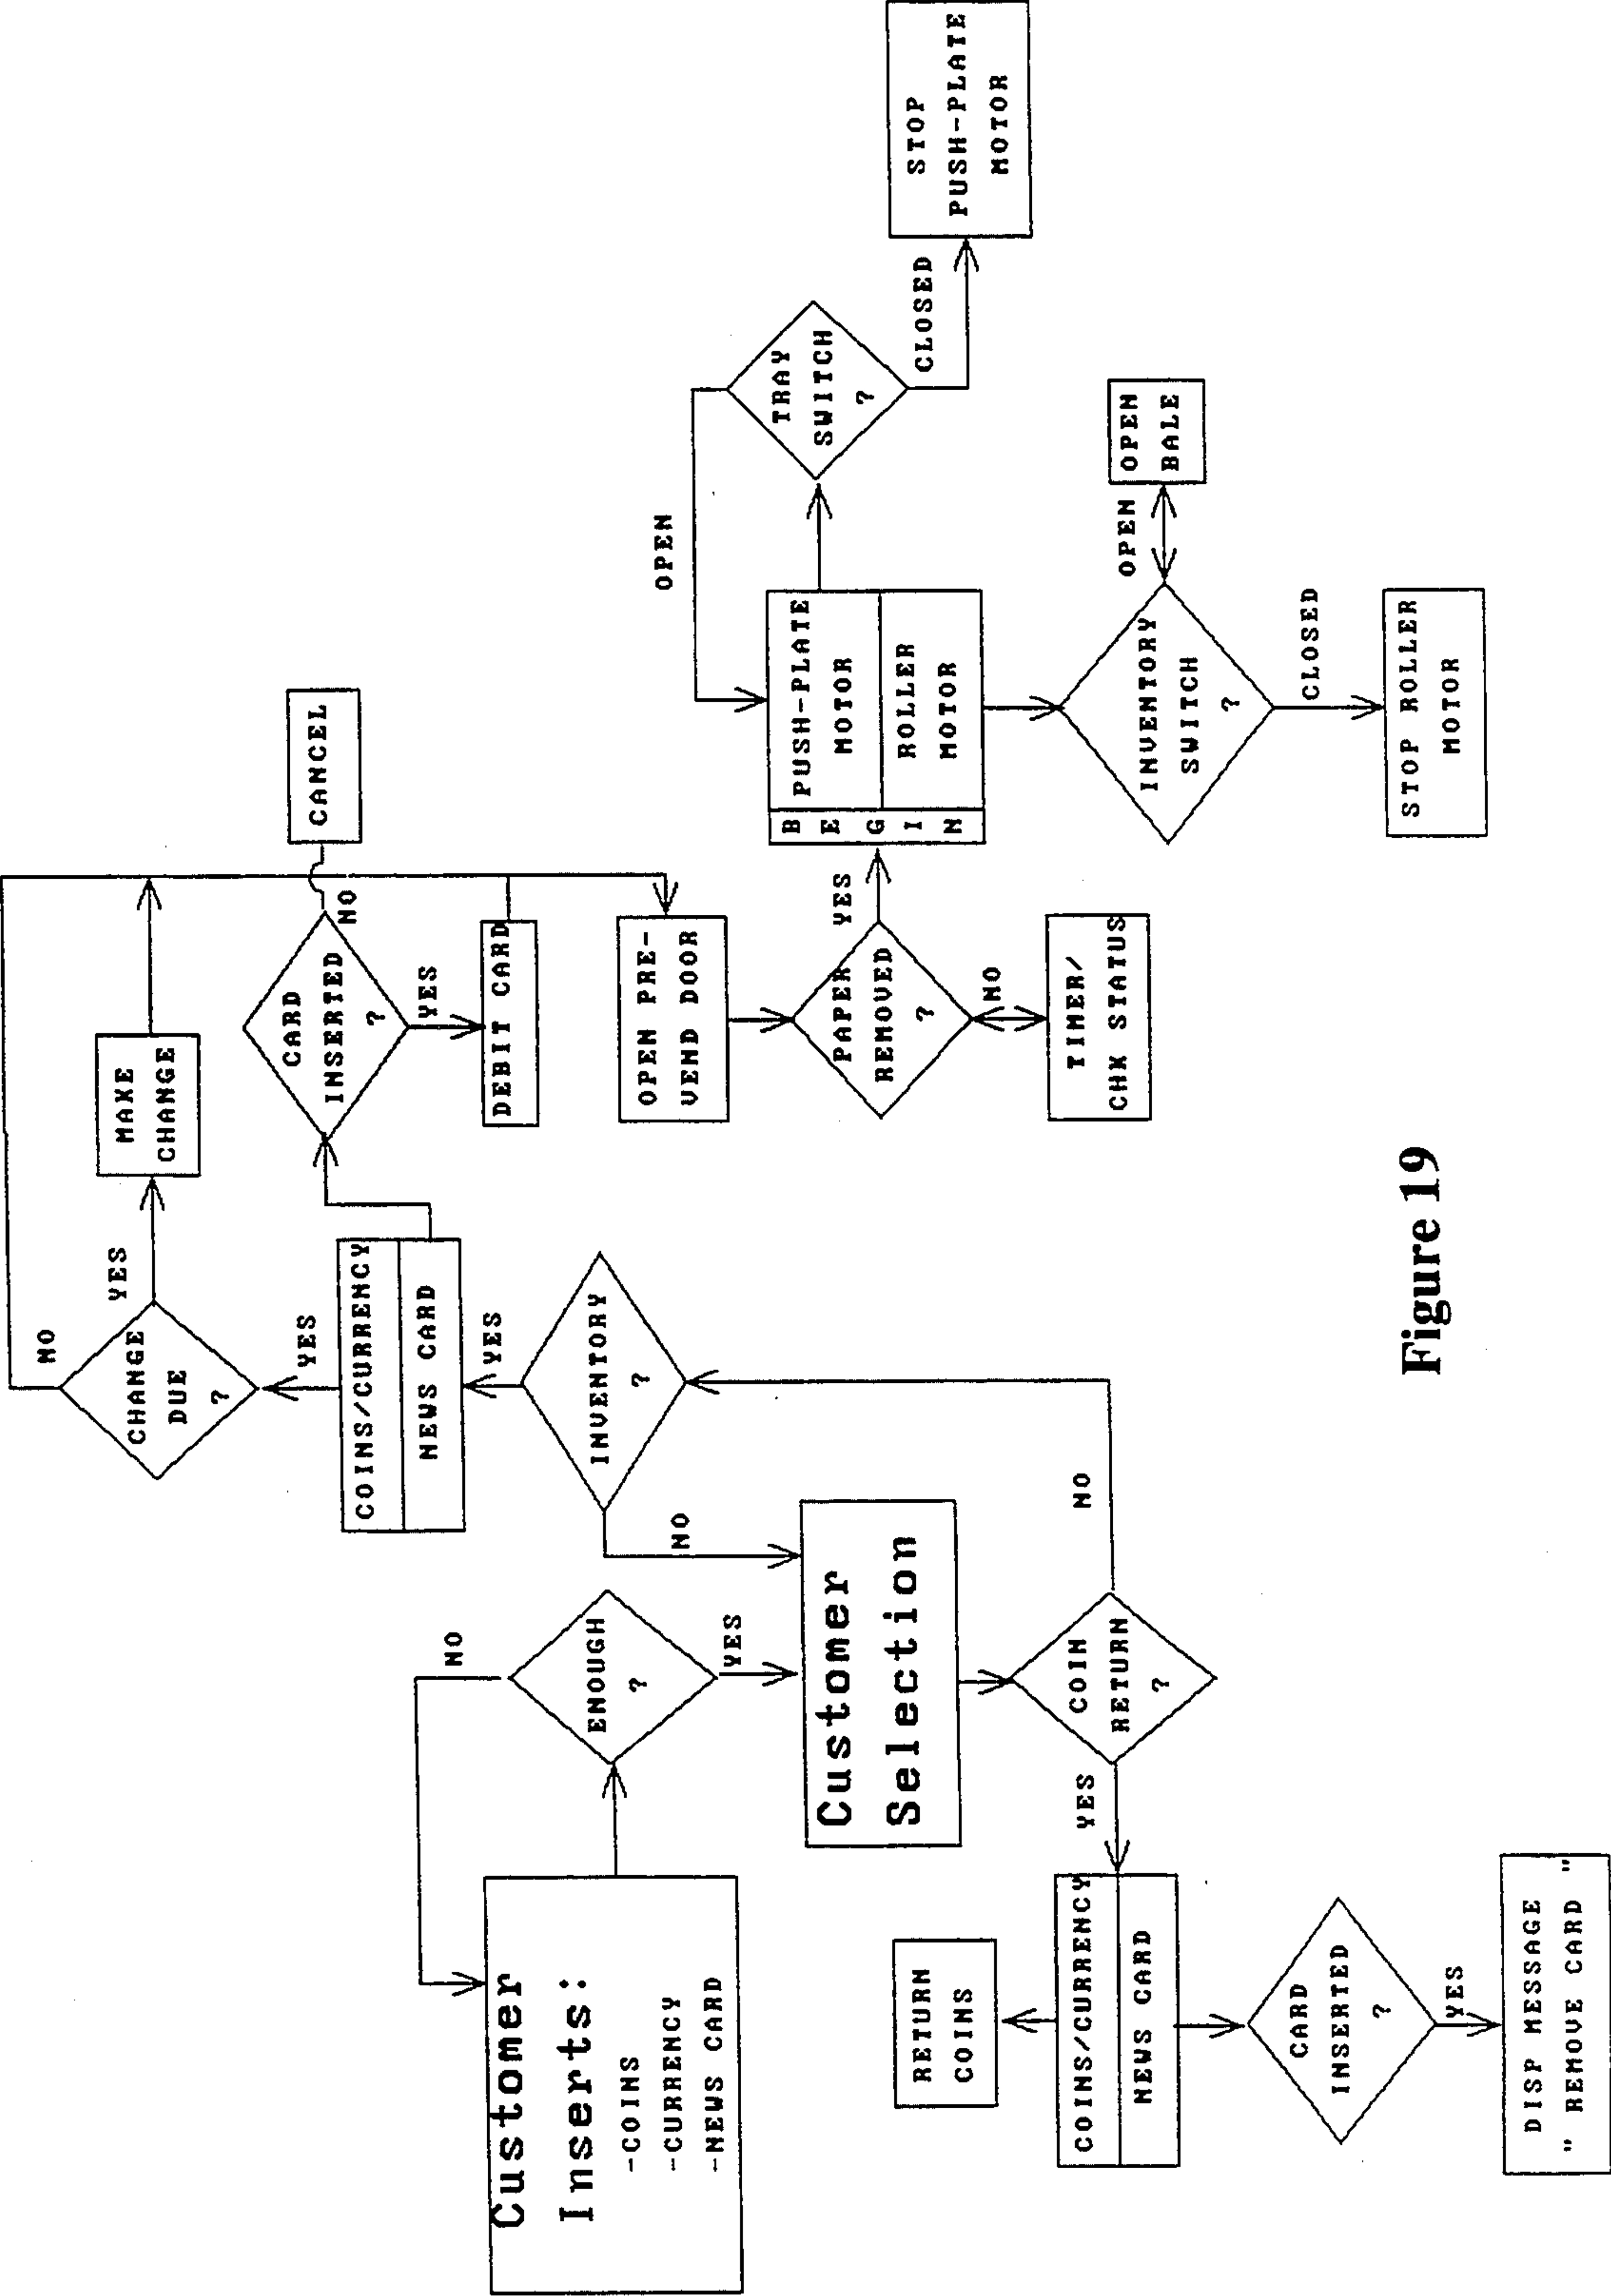 Customer
Inserts:
-COINS
-CURRENCY
-NEWS CARD
NO
ENOUGH
?
YES
Customer
Selection
COIN
RETURN
?
YES
NO
RETURN
COINS
COINS/CURRENCY
NEWS CARD
CARD
INSERTED
?
YES
DISP MESSAGE
" REMOVE CARD "
INVENTORY
?
NO
YES
COINS/CURRENCY
NEWS CARD
YES
CHANGE
DUE
?
NO
YES
MAKE
CHANGE
CARD
INSERTED
?
NO
CANCEL
YES
DEBIT CARD
OPEN PRE-
VEND DOOR
PAPER
REMOVED
?
YES
NO
TIMER/
CHK STATUS
BEGIN
PUSH-PLATE
MOTOR
ROLLER
MOTOR
OPEN
TRAY
SWITCH
?
CLOSED
STOP
PUSH-PLATE
MOTOR
INVENTORY
SWITCH
?
OPEN
OPEN
BALE
CLOSED
STOP ROLLER
MOTOR
Figure 19